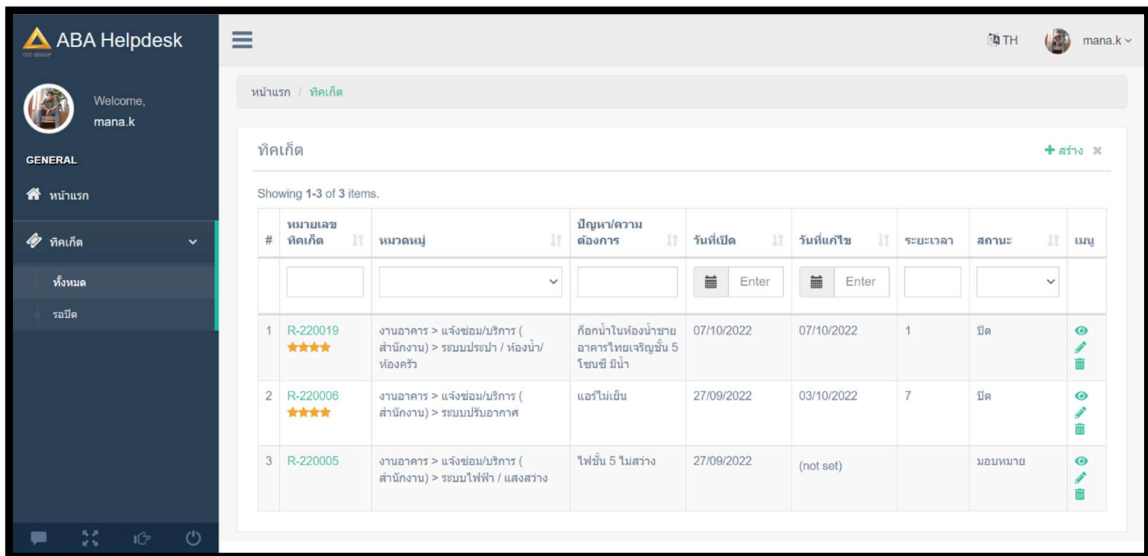 ABA Helpdesk
TH
mana.k
Welcome,
mana.k
GENERAL
หน้าแรก
ทิคเก็ต
ทั้งหมด
รอปิด
หน้าแรก / ทิคเก็ต
ทิคเก็ต
สร้าง
Showing 1-3 of 3 items.
#
หมายเลข
ทิคเก็ต
หมวดหมู่
ปัญหา/ความ
ต้องการ
วันที่เปิด
วันที่แก้ไข
ระยะเวลา
สถานะ
เมนู
Enter
Enter
1
R-220019
งานอาคาร > แจ้งซ่อม/บริการ (
สำนักงาน) > ระบบประปา / ห้องน้ำ/
ห้องครัว
ก็อกน้ำในห้องน้ำชาย
อาคารไทยเจริญชั้น 5
โซนซี มีน้ำ
07/10/2022
07/10/2022
1
ปิด
2
R-220006
งานอาคาร > แจ้งซ่อม/บริการ (
สำนักงาน) > ระบบปรับอากาศ
แอร์ไม่เย็น
27/09/2022
03/10/2022
7
ปิด
3
R-220005
งานอาคาร > แจ้งซ่อม/บริการ (
สำนักงาน) > ระบบไฟฟ้า / แสงสว่าง
ไฟชั้น 5 ไม่สว่าง
27/09/2022
(not set)
มอบหมาย